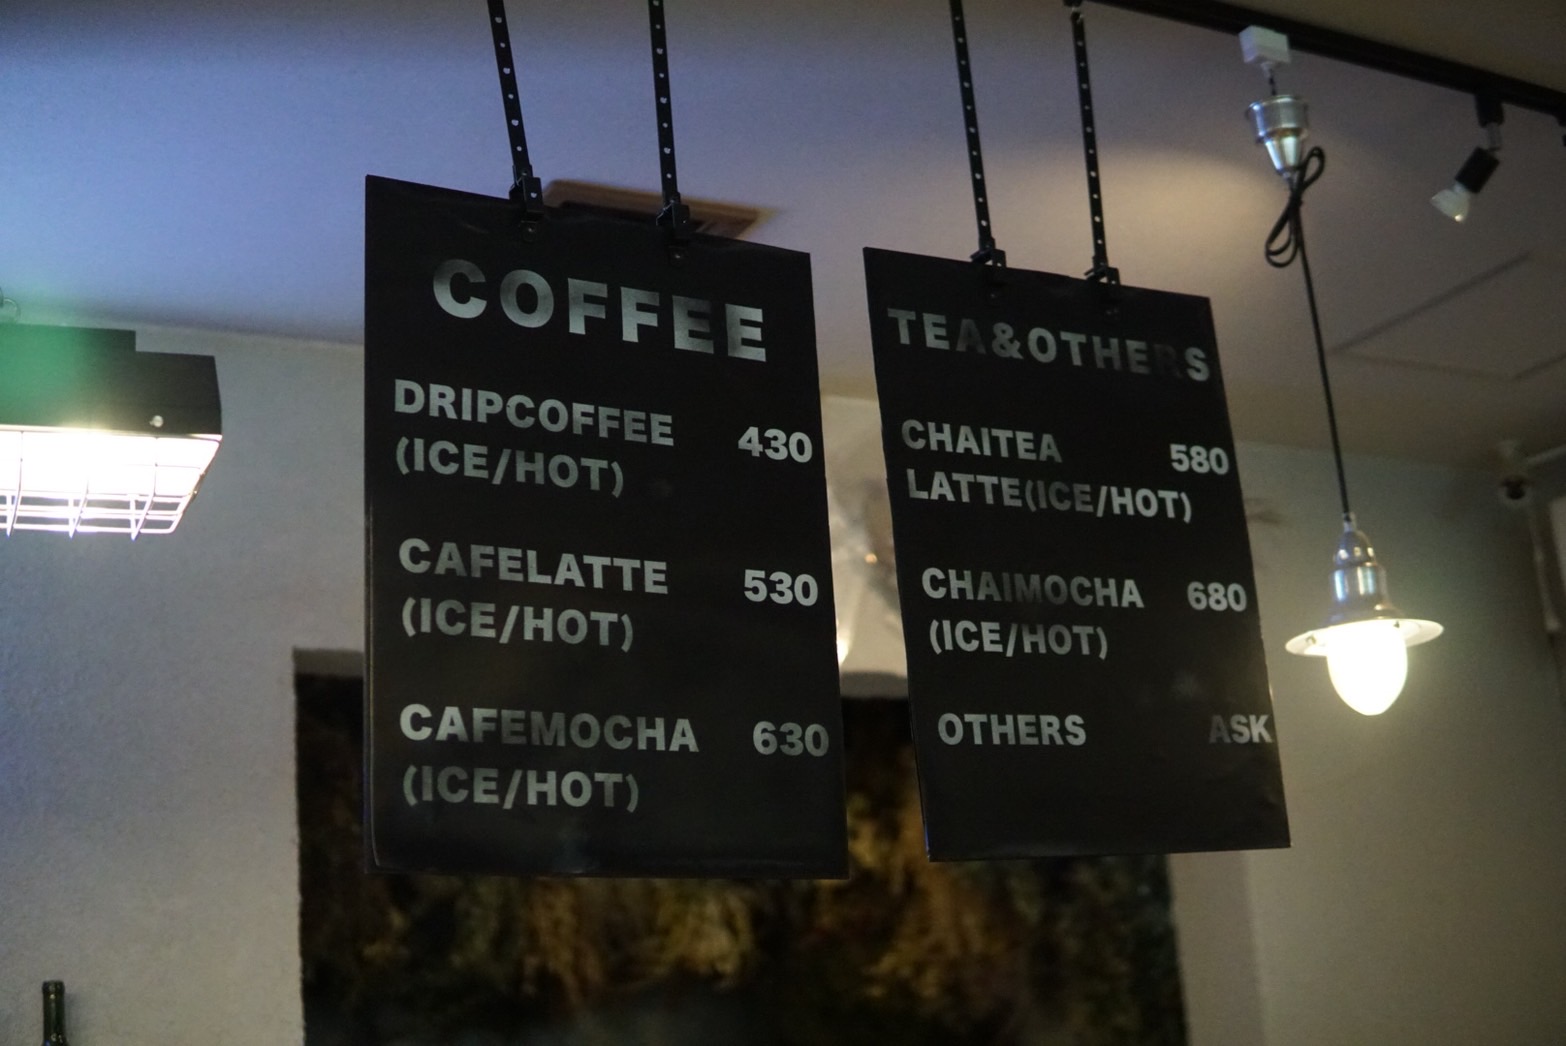 COFFEE
DRIPCOFFEE 430
(ICE/HOT)
CAFELATTE 530
(ICE/HOT)
CAFEMOCHA 630
(ICE/HOT)
TEA&OTHERS
CHAITEA 580
LATTE(ICE/HOT)
CHAIMOCHA 680
(ICE/HOT)
OTHERS ASK